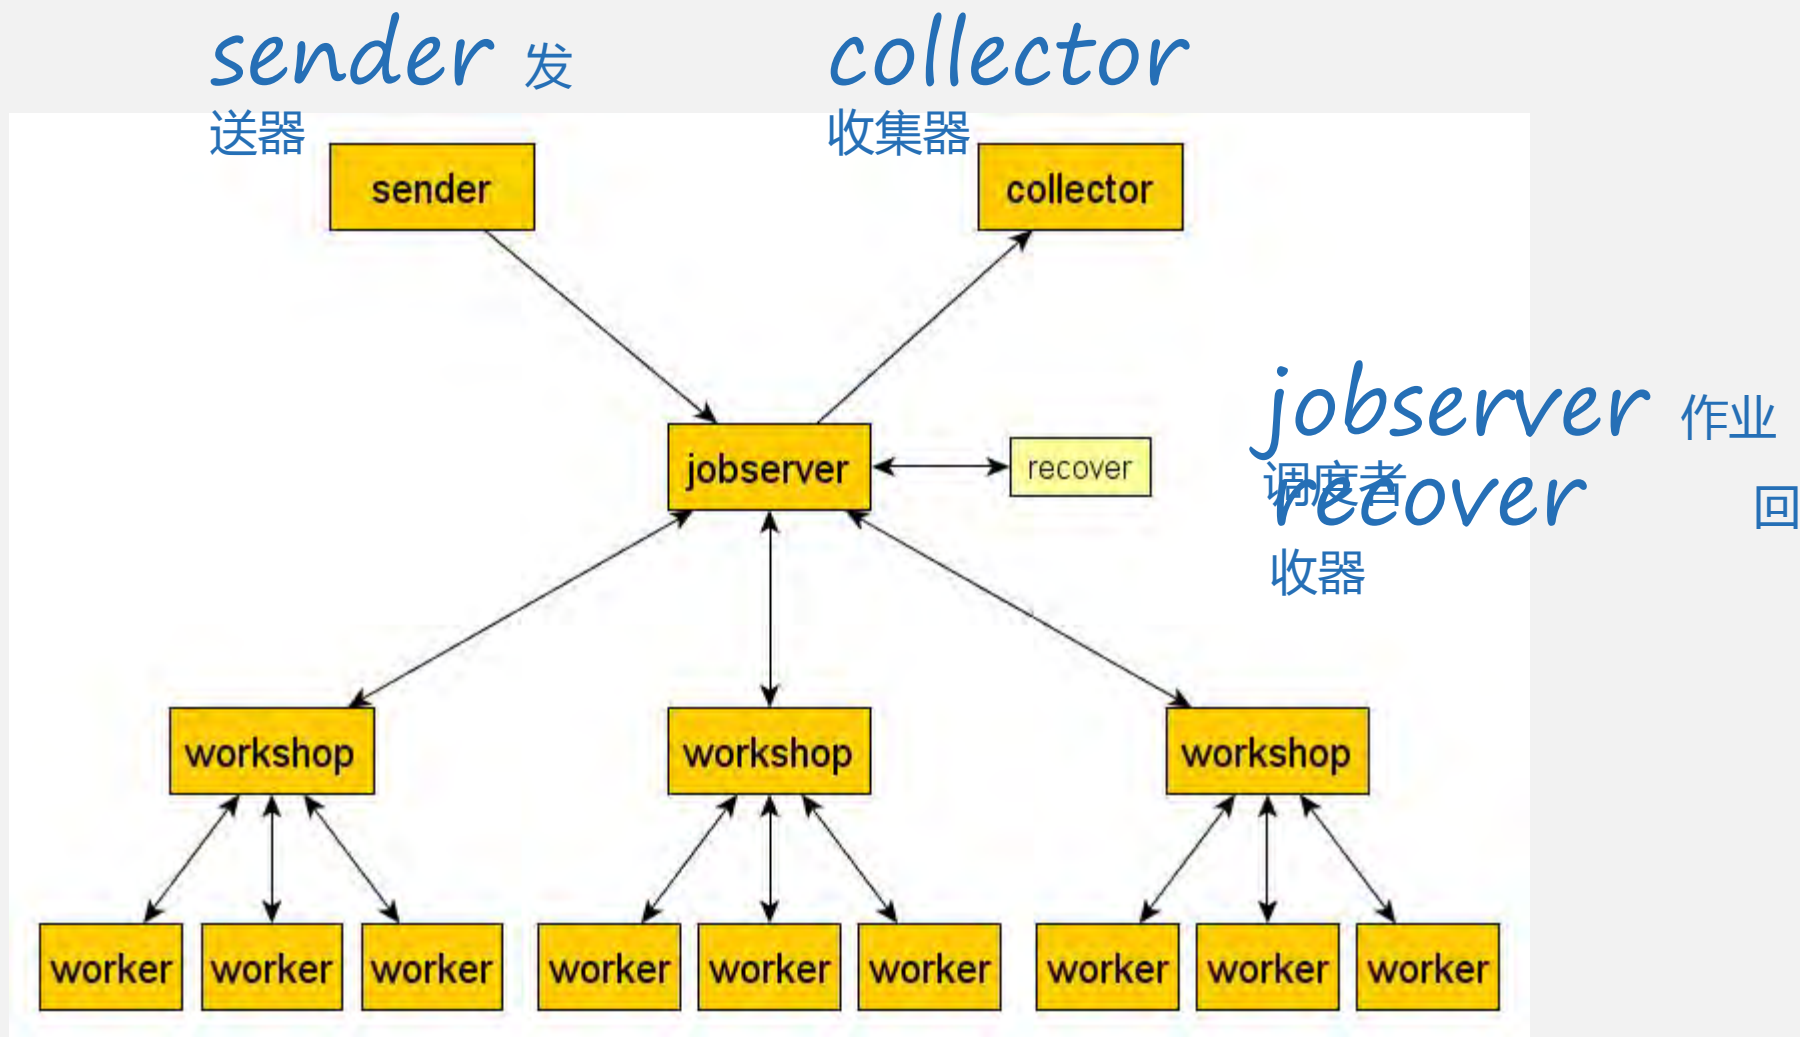 sender 发
送器
collector
收集器
sender
collector
jobserver 作业
调度者
recover 回
收器
jobserver
recover
workshop
workshop
workshop
worker
worker
worker
worker
worker
worker
worker
worker
worker